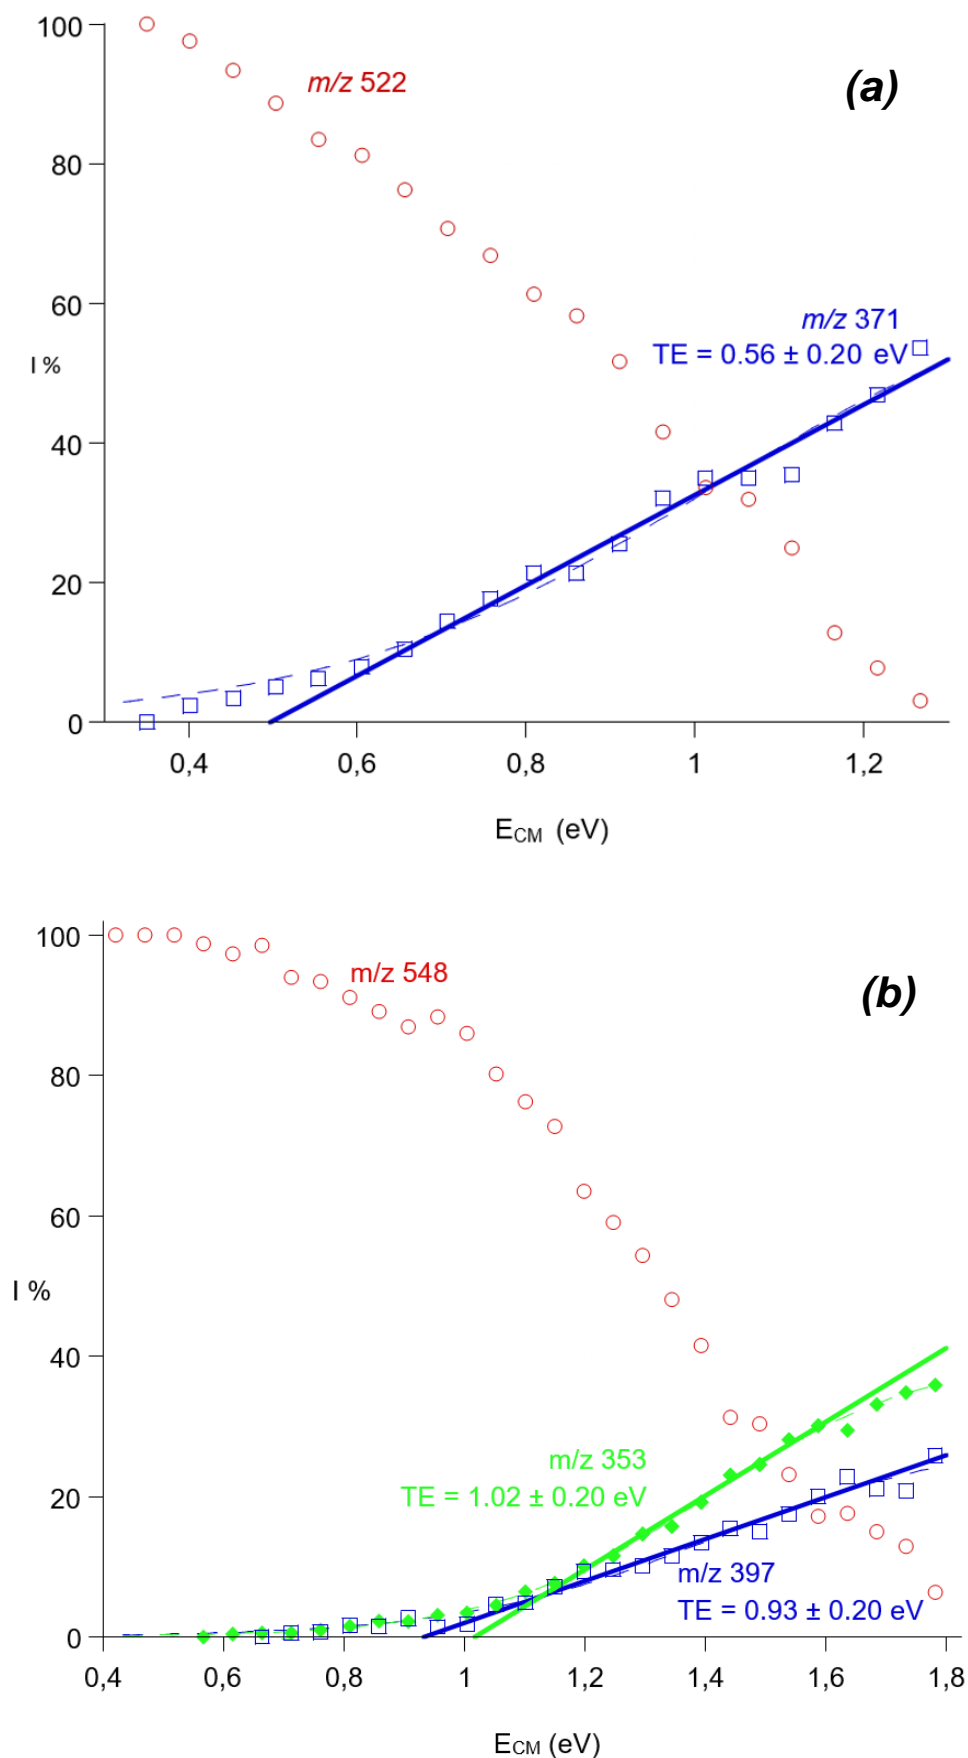 (a)
100
m/z 522
80
60
m/z 371
TE = 0.56 ± 0.20 eV
I %
40
20
0
0,4 0,6 0,8 1 1,2
E_CM (eV)
(b)
100
m/z 548
80
60
I %
40
m/z 353
TE = 1.02 ± 0.20 eV
20
m/z 397
TE = 0.93 ± 0.20 eV
0
0,4 0,6 0,8 1 1,2 1,4 1,6 1,8
E_CM (eV)